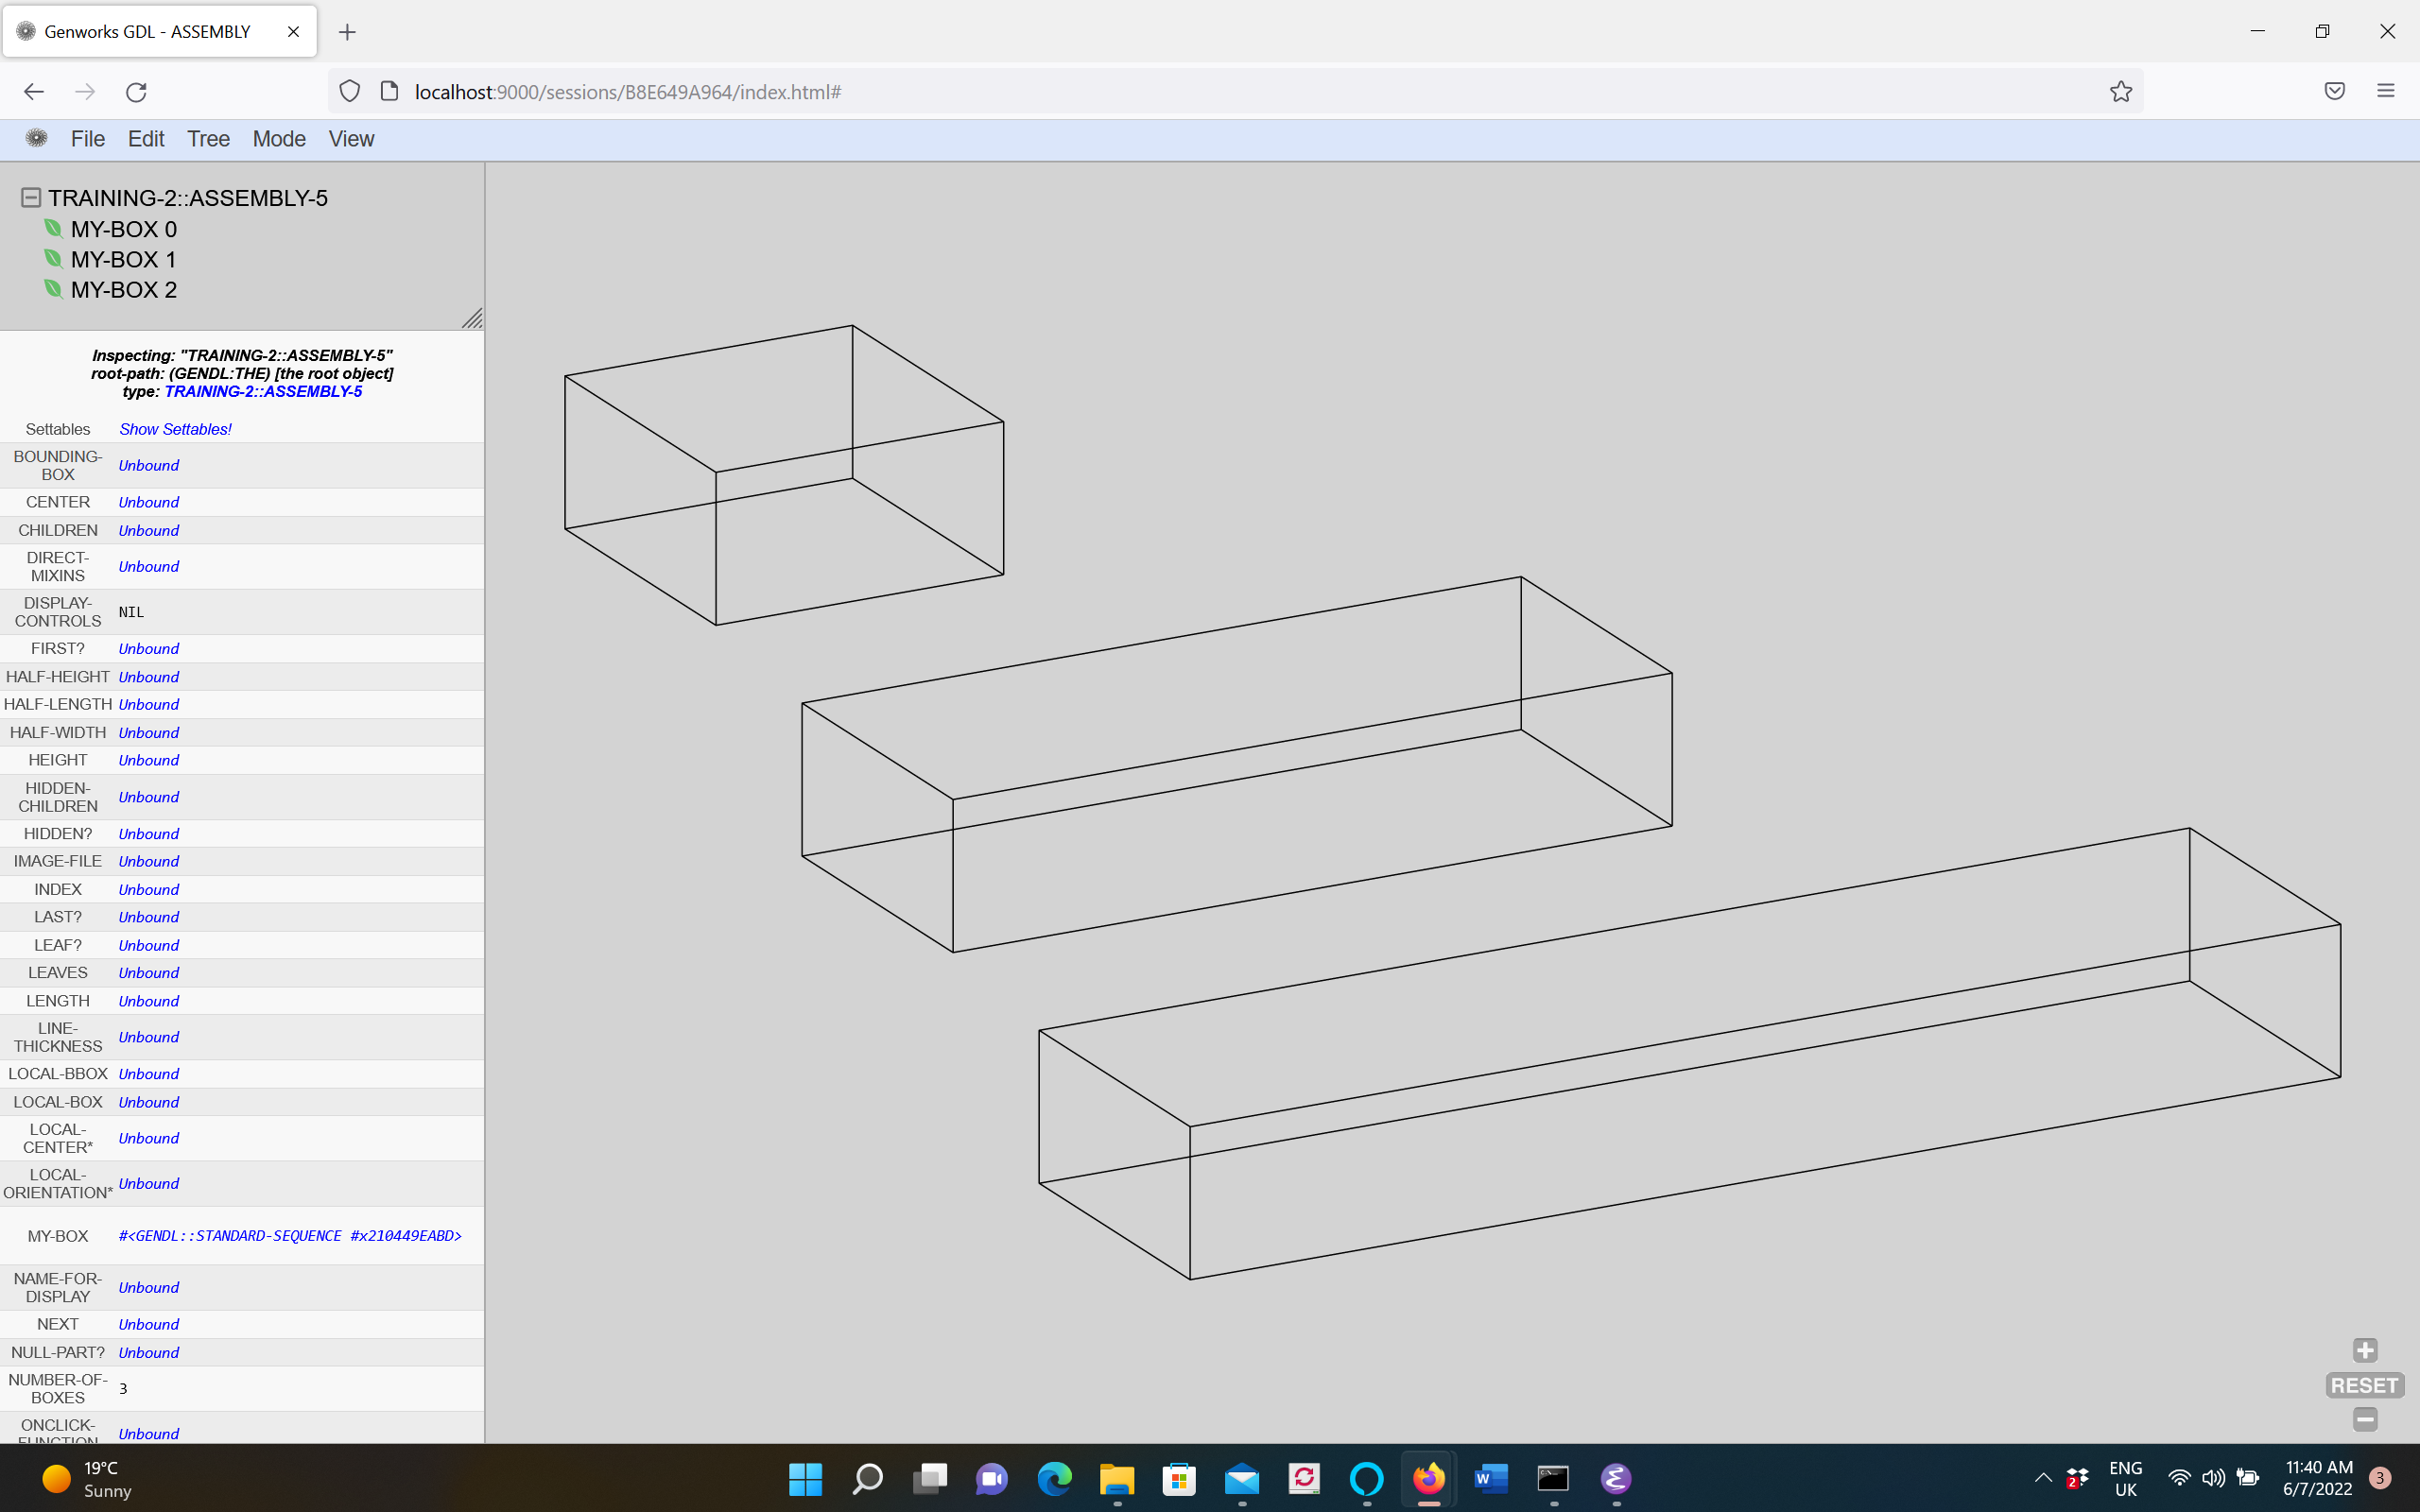 Genworks GDL - ASSEMBLY
localhost:9000/sessions/B8E649A964/index.html#
File Edit Tree Mode View
TRAINING-2::ASSEMBLY-5
MY-BOX 0
MY-BOX 1
MY-BOX 2
Inspecting: "TRAINING-2::ASSEMBLY-5"
root-path: (GENDL:THE) [the root object]
type: TRAINING-2::ASSEMBLY-5
Settables Show Settables!
BOUNDING-
BOX Unbound
CENTER Unbound
CHILDREN Unbound
DIRECT-
MIXINS Unbound
DISPLAY-
CONTROLS NIL
FIRST? Unbound
HALF-HEIGHT Unbound
HALF-LENGTH Unbound
HALF-WIDTH Unbound
HEIGHT Unbound
HIDDEN-
CHILDREN Unbound
HIDDEN? Unbound
IMAGE-FILE Unbound
INDEX Unbound
LAST? Unbound
LEAF? Unbound
LEAVES Unbound
LENGTH Unbound
LINE-
THICKNESS Unbound
LOCAL-BBOX Unbound
LOCAL-BOX Unbound
LOCAL-
CENTER* Unbound
LOCAL-
ORIENTATION* Unbound
MY-BOX #<GENDL::STANDARD-SEQUENCE #x210449EABD>
NAME-FOR-
DISPLAY Unbound
NEXT Unbound
NULL-PART? Unbound
NUMBER-OF-
BOXES 3
ONCLICK-
FUNCTION Unbound
RESET
19°C
Sunny
W
2
ENG
UK
11:40 AM
6/7/2022
3